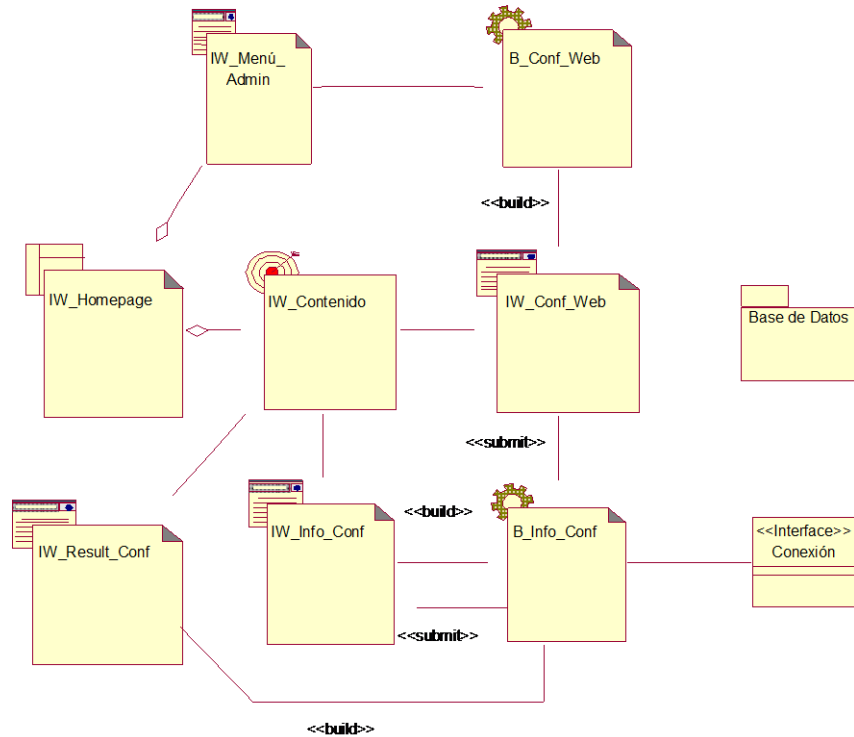 IW_Menú_
Admin
B_Conf_Web
<<build>>
IW_Homepage
IW_Contenido
IW_Conf_Web
Base de Datos
<<submit>>
<<build>>
IW_Result_Conf
IW_Info_Conf
B_Info_Conf
<<Interface>>
Conexión
<<submit>>
<<build>>